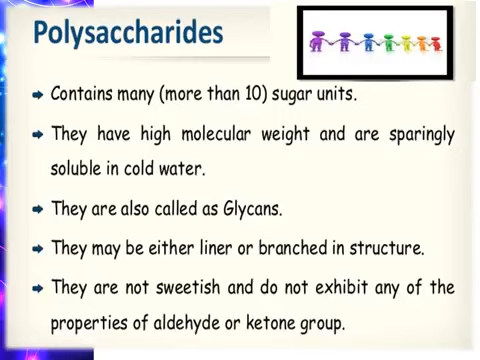 Polysaccharides
Contains many (more than 10) sugar units.
They have high molecular weight and are sparingly
soluble in cold water.
They are also called as Glycans.
They may be either liner or branched in structure.
They are not sweetish and do not exhibit any of the
properties of aldehyde or ketone group.